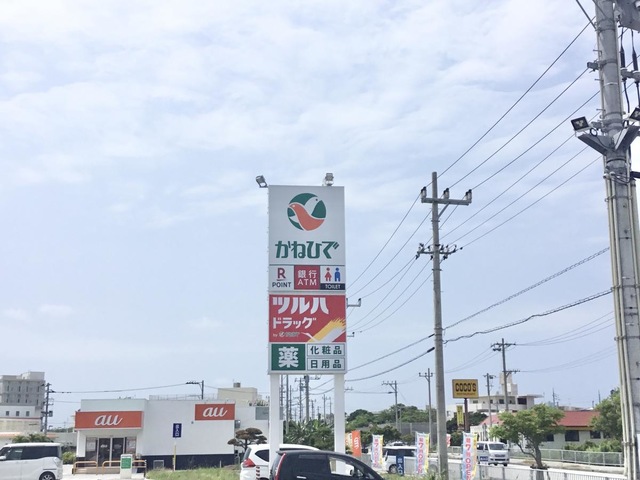 かねひで
R
POINT
銀行
ATM
TOILET
ツルハ
ドラッグ
薬
化粧品
日用品
au
au
COCO'S